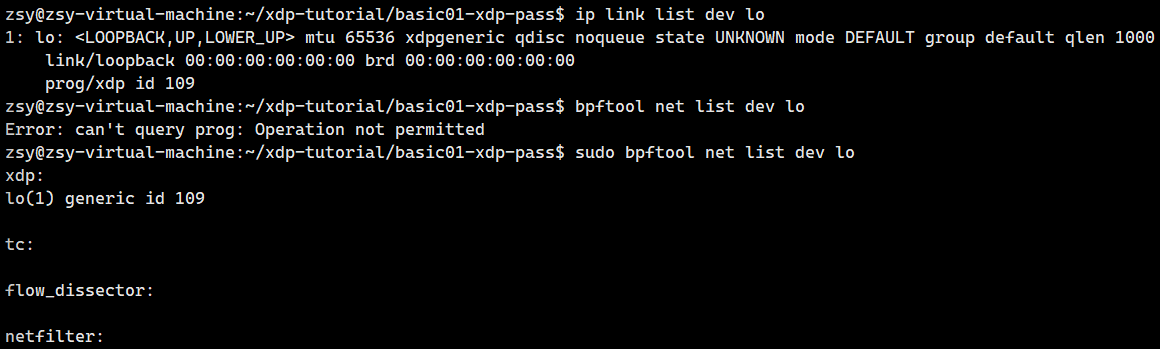 zsy@zsy-virtual-machine:~/xdp-tutorial/basic01-xdp-pass$ ip link list dev lo
1: lo: <LOOPBACK,UP,LOWER_UP> mtu 65536 xdpgeneric qdisc noqueue state UNKNOWN mode DEFAULT group default qlen 1000
    link/loopback 00:00:00:00:00:00 brd 00:00:00:00:00:00
    prog/xdp id 109
zsy@zsy-virtual-machine:~/xdp-tutorial/basic01-xdp-pass$ bpftool net list dev lo
Error: can't query prog: Operation not permitted
zsy@zsy-virtual-machine:~/xdp-tutorial/basic01-xdp-pass$ sudo bpftool net list dev lo
xdp:
lo(1) generic id 109

tc:

flow_dissector:

netfilter: